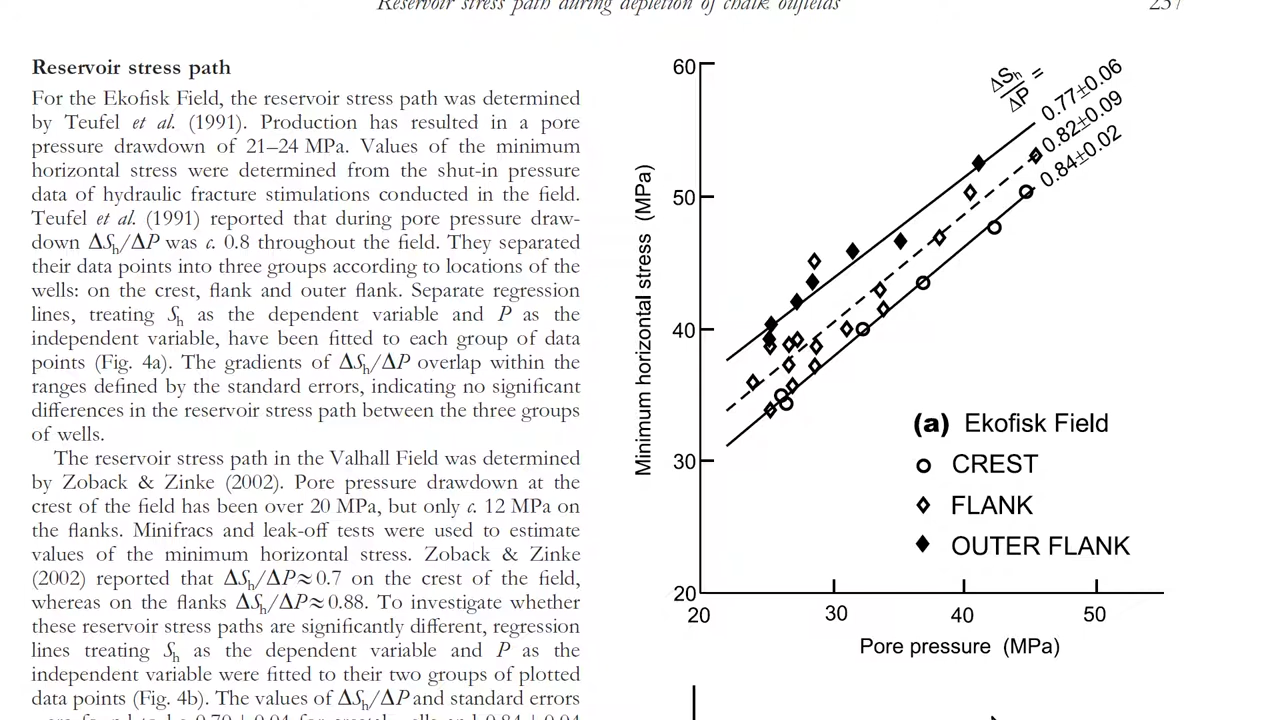 Reservoir stress path during depletion of chalk oilfields
Reservoir stress path
For the Ekofisk Field, the reservoir stress path was determined
by Teufel et al. (1991). Production has resulted in a pore
pressure drawdown of 21–24 MPa. Values of the minimum
horizontal stress were determined from the shut-in pressure
data of hydraulic fracture stimulations conducted in the field.
Teufel et al. (1991) reported that during pore pressure draw-
down ΔSh/ΔP was c. 0.8 throughout the field. They separated
their data points into three groups according to locations of the
wells: on the crest, flank and outer flank. Separate regression
lines, treating Sh as the dependent variable and P as the
independent variable, have been fitted to each group of data
points (Fig. 4a). The gradients of ΔSh/ΔP overlap within the
ranges defined by the standard errors, indicating no significant
differences in the reservoir stress path between the three groups
of wells.
The reservoir stress path in the Valhall Field was determined
by Zoback & Zinke (2002). Pore pressure drawdown at the
crest of the field has been over 20 MPa, but only c. 12 MPa on
the flanks. Minifracs and leak-off tests were used to estimate
values of the minimum horizontal stress. Zoback & Zinke
(2002) reported that ΔSh/ΔP≈0.7 on the crest of the field,
whereas on the flanks ΔSh/ΔP≈0.88. To investigate whether
these reservoir stress paths are significantly different, regression
lines treating Sh as the dependent variable and P as the
independent variable were fitted to their two groups of plotted
data points (Fig. 4b). The values of ΔSh/ΔP and standard errors
60
50
40
30
20
Minimum horizontal stress (MPa)
ΔSh/ΔP =
0.77±0.06
0.82±0.09
0.84±0.02
(a) Ekofisk Field
CREST
FLANK
OUTER FLANK
20 30 40 50
Pore pressure (MPa)